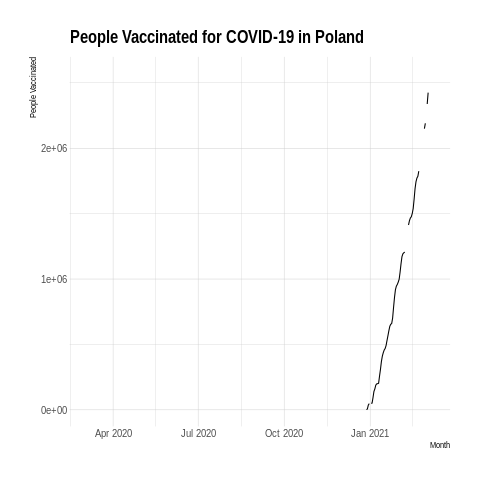 People Vaccinated for COVID-19 in Poland
People Vaccinated
2e+06
1e+06
0e+00
Apr 2020 Jul 2020 Oct 2020 Jan 2021
Month